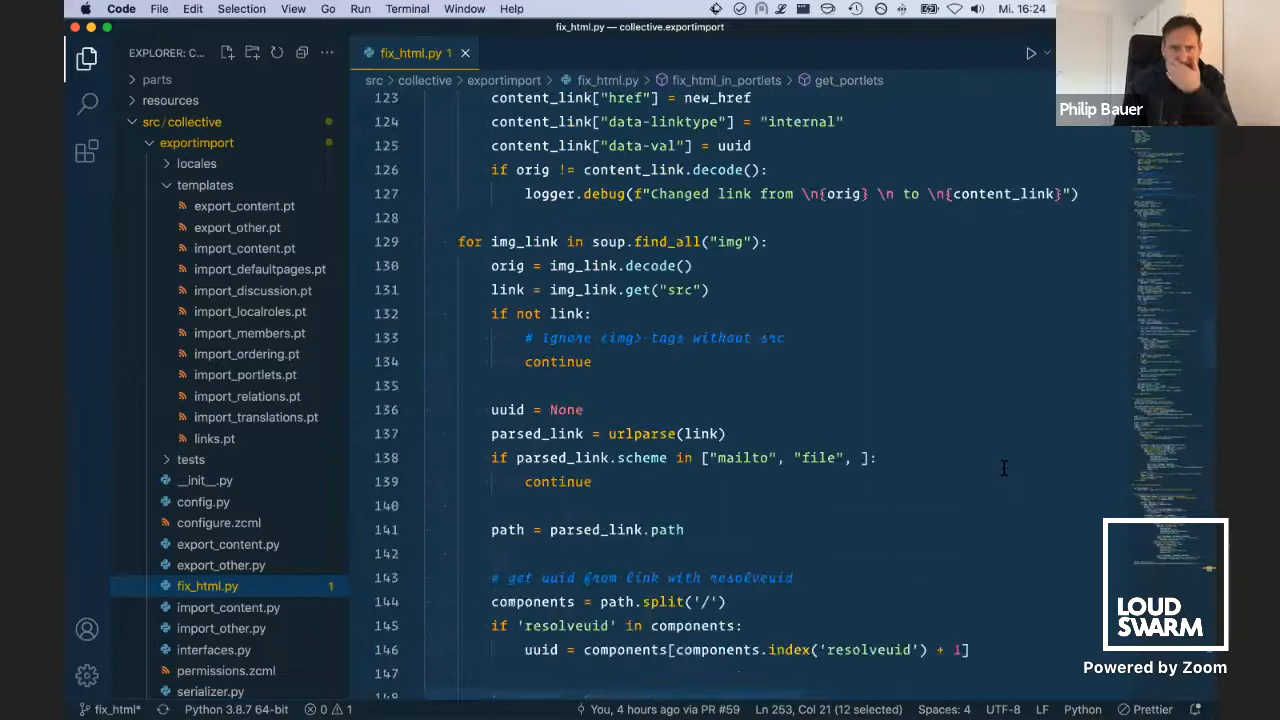 Code File Edit Selection View Go Run Terminal Window Help Mi. 16:24
fix_html.py — collective.exportimport
Philip Bauer
EXPLORER: C...
fix_html.py 1
src > collective > exportimport > fix_html.py > fix_html_in_portlets > get_portlets
parts
resources
src/collective
exportimport
locales
templates
export_content.pt
export_other.pt
import_content.pt
import_defaultpages.pt
import_discussion.pt
import_localroles.pt
import_members.pt
import_ordering.pt
import_portlets.pt
import_relations.pt
import_translations.pt
links.pt
tests
__init__.py
config.py
configure.zcml
export_content.py
export_other.py
fix_html.py 1
import_content.py
import_other.py
interfaces.py
permissions.zcml
serializer.py
123 content_link["href"] = new_href
124 content_link["data-linktype"] = "internal"
125 content_link["data-val"] = uuid
126 if orig != content_link.decode():
127 logger.debug(f"Changed link from \n{orig} \n to \n{content_link}")
128
129 for img_link in soup.find_all("img"):
130 orig = img_link.decode()
131 link = img_link.get("src")
132 if not link:
133 # Ignore <img>-tags without src
134 continue
135
136 uuid = None
137 parsed_link = urlparse(link)
138 if parsed_link.scheme in ["mailto", "file", ]:
139 continue
140
141 path = parsed_link.path
142
143 # get uuid from link with resolveuid
144 components = path.split('/')
145 if 'resolveuid' in components:
146 uuid = components[components.index('resolveuid') + 1]
147
LOUD
SWARM
Powered by Zoom
fix_html* Python 3.8.7 64-bit 0 1 You, 4 hours ago via PR #59 Ln 253, Col 21 (12 selected) Spaces: 4 UTF-8 LF Python Prettier